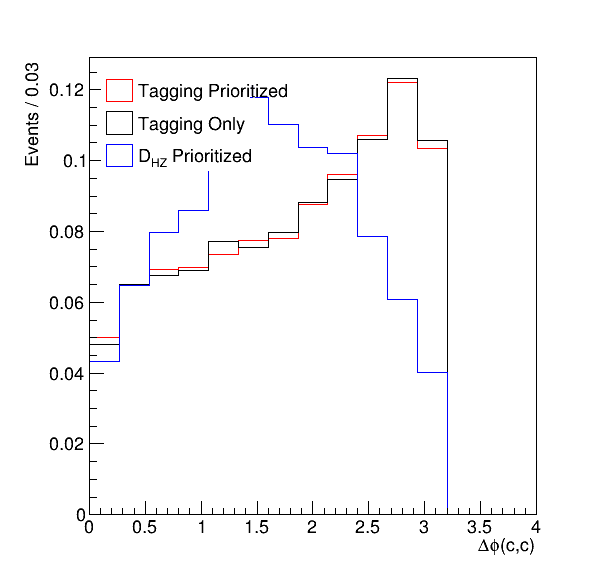 Events / 0.03
0.12
0.1
0.08
0.06
0.04
0.02
0
Tagging Prioritized
Tagging Only
D_HZ Prioritized
0 0.5 1 1.5 2 2.5 3 3.5 4
Δϕ(c,c)